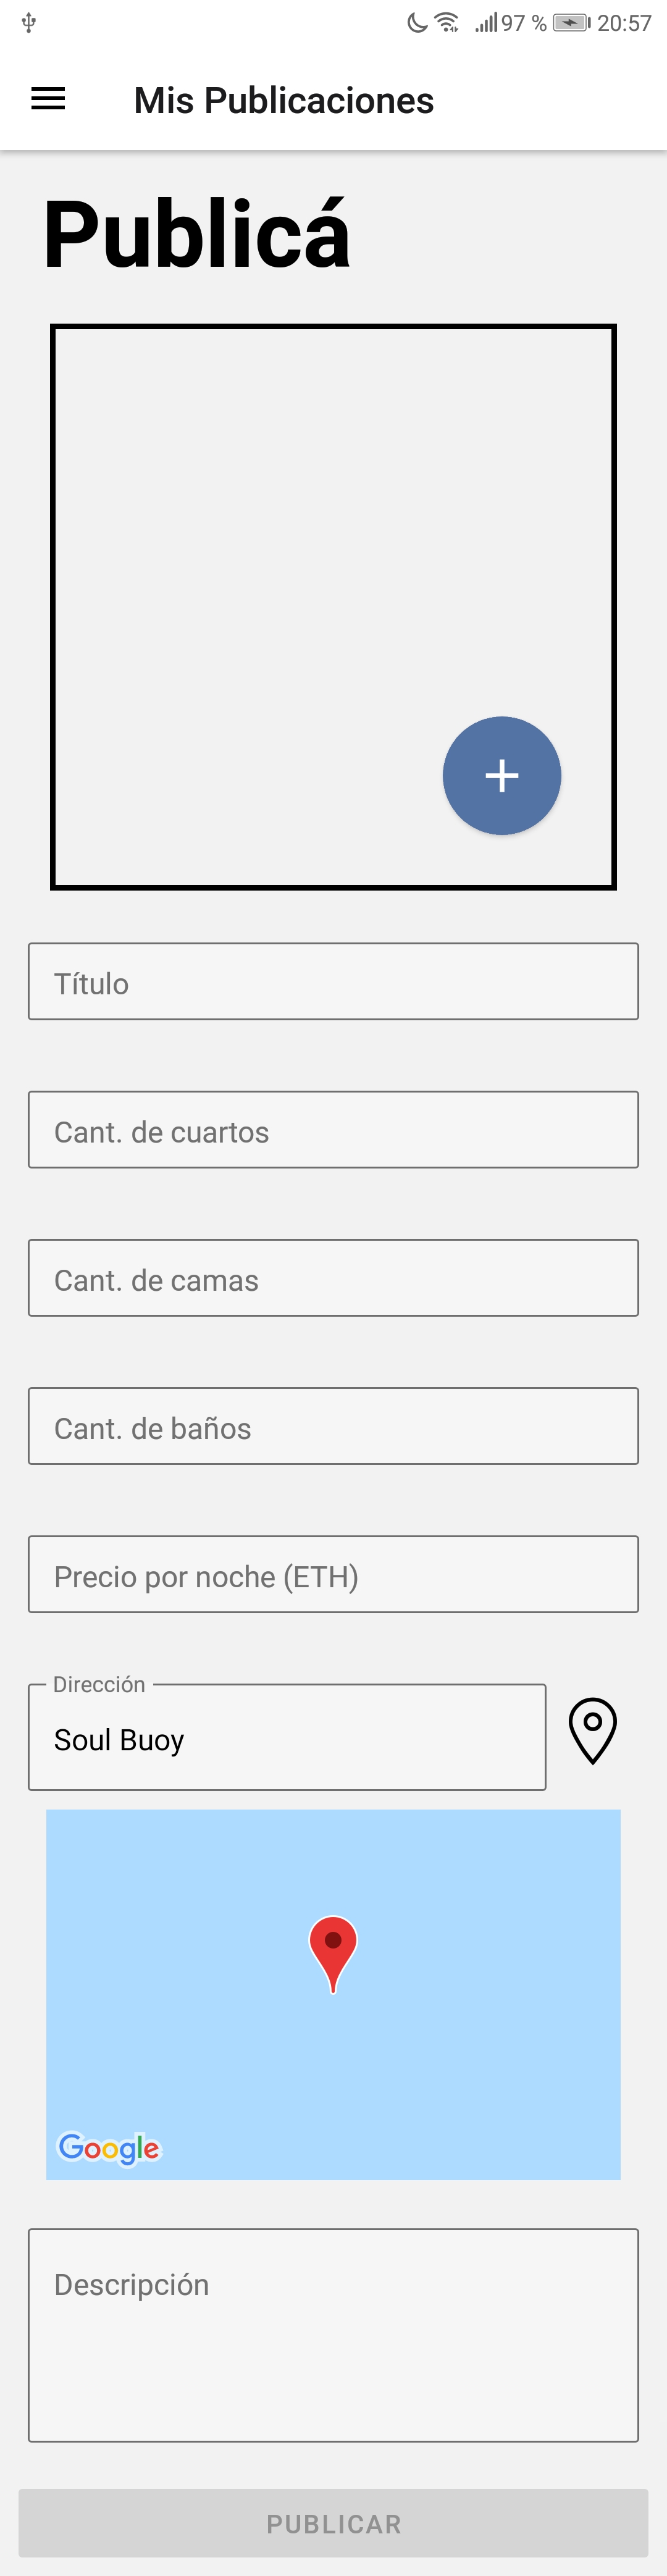 97 % 20:57
Mis Publicaciones
Publicá
Título
Cant. de cuartos
Cant. de camas
Cant. de baños
Precio por noche (ETH)
Dirección
Soul Buoy
Google
Descripción
PUBLICAR